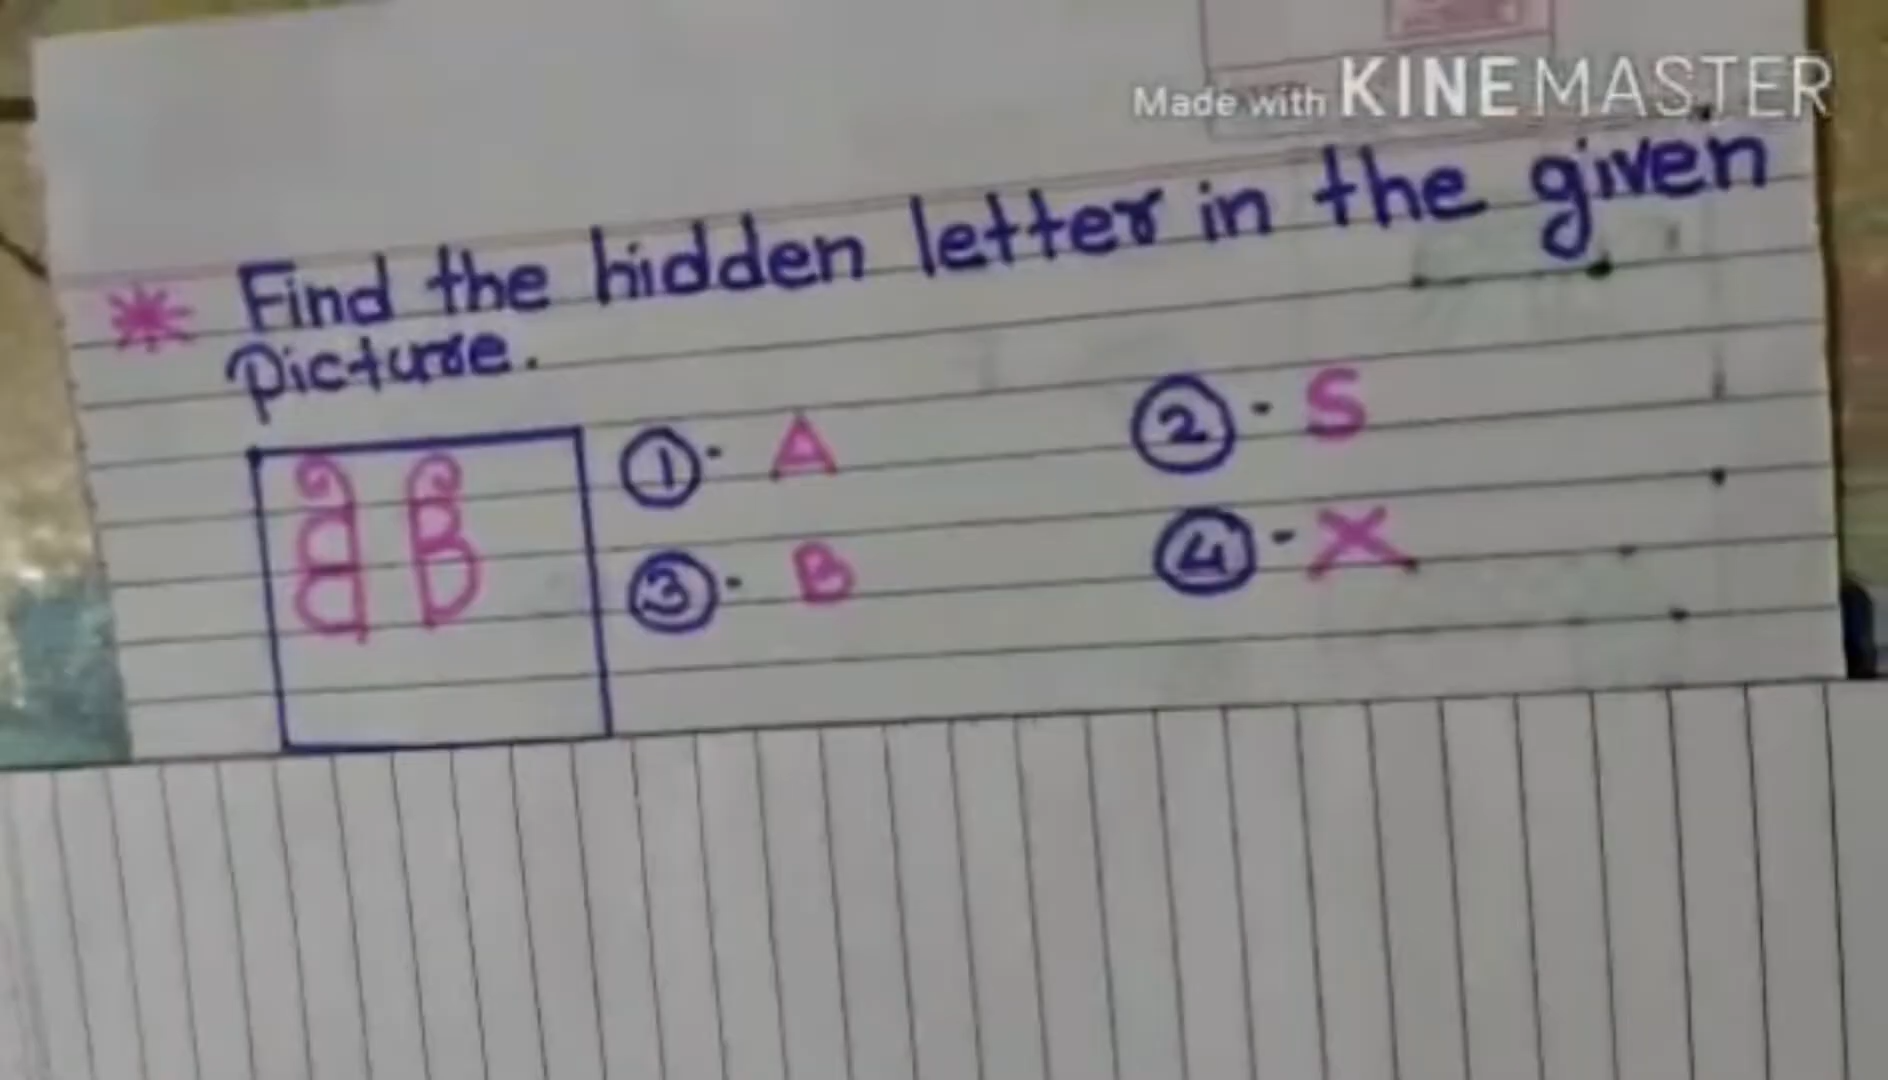 Made with KINEMASTER
* Find the hidden letter in the given
picture.
1 - A
2 - S
3 - B
4 - X